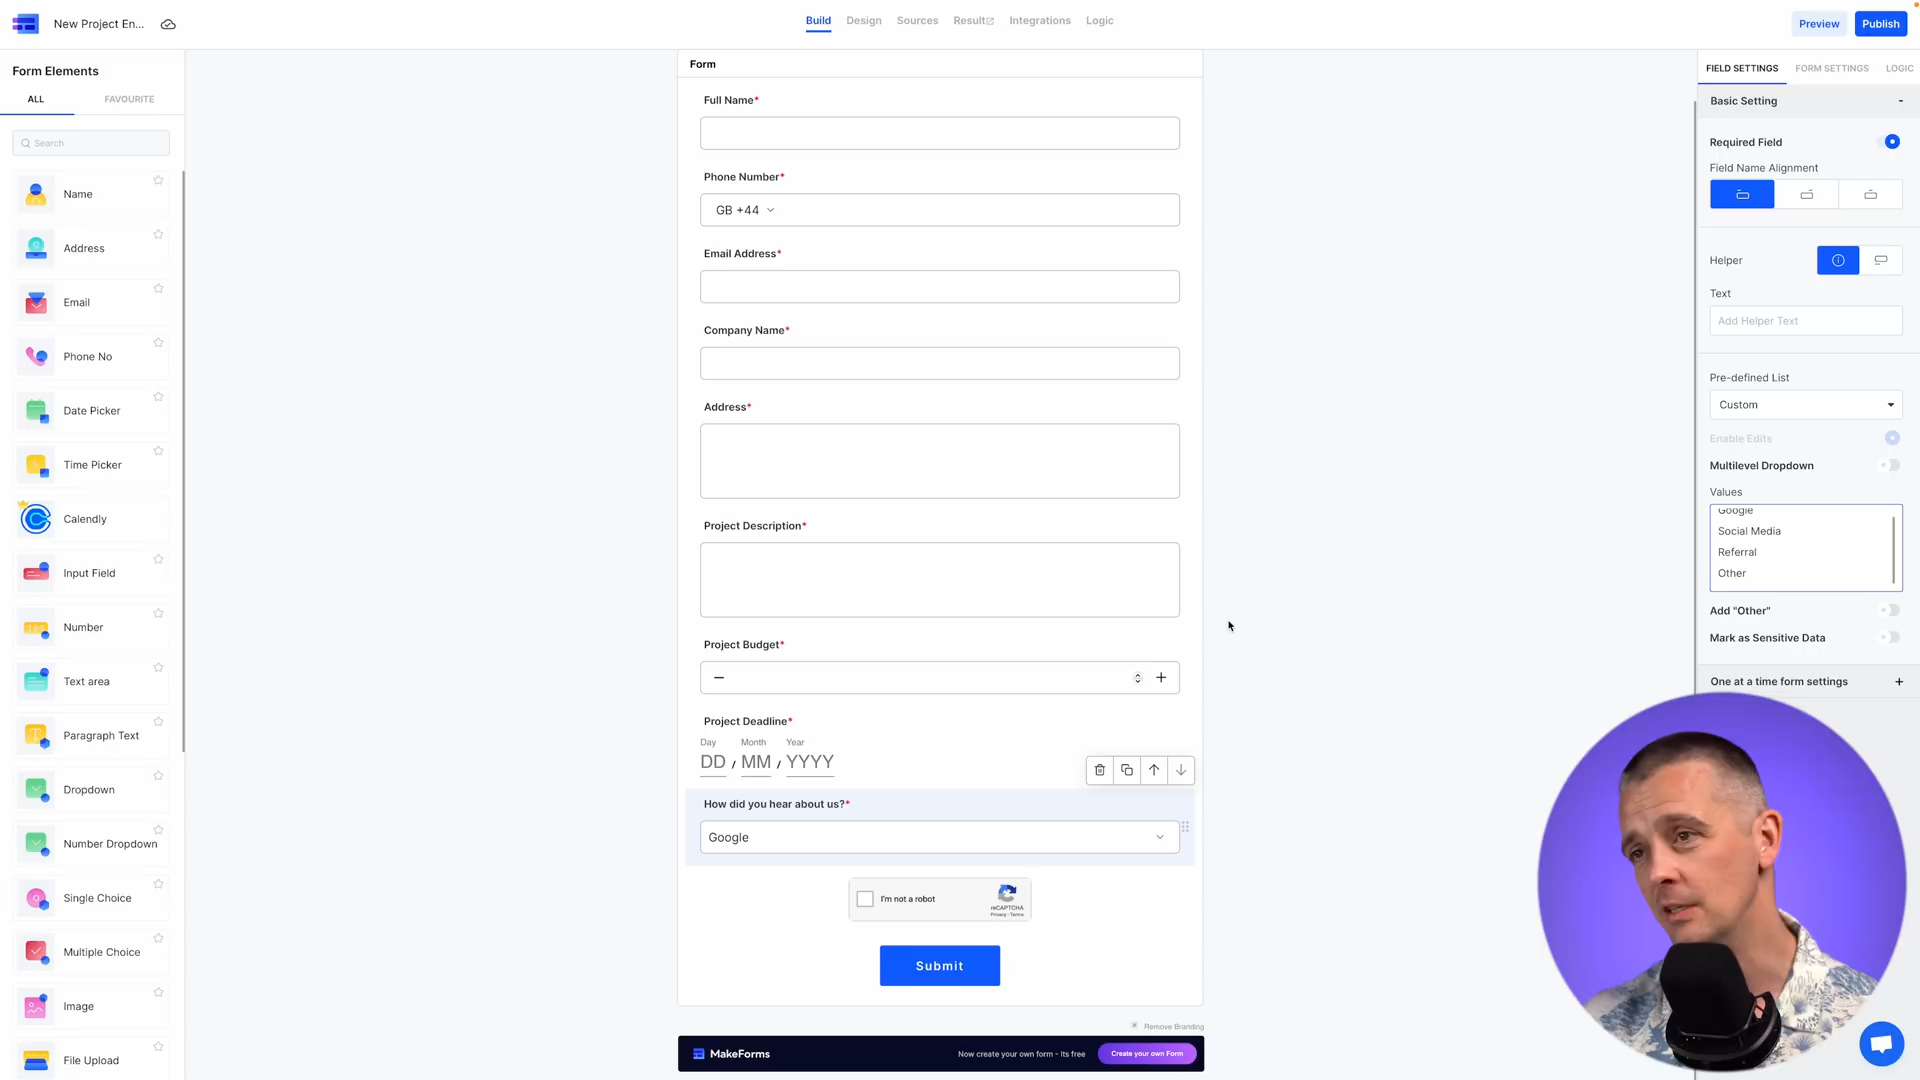 New Project En...
Build
Design
Sources
Result
Integrations
Logic
Preview
Publish
Form Elements
ALL
FAVOURITE
Search
Name
Address
Email
Phone No
Date Picker
Time Picker
Calendly
Input Field
Number
Text area
Paragraph Text
Dropdown
Number Dropdown
Single Choice
Multiple Choice
Image
File Upload
Form
Full Name*
Phone Number*
GB +44
Email Address*
Company Name*
Address*
Project Description*
Project Budget*
Project Deadline*
Day Month Year
DD / MM / YYYY
How did you hear about us?*
Google
I'm not a robot
reCAPTCHA
Privacy - Terms
Submit
Remove Branding
MakeForms
Now create your own form - Its free
Create your own Form
FIELD SETTINGS
FORM SETTINGS
LOGIC
Basic Setting -
Required Field
Field Name Alignment
Helper
Text
Add Helper Text
Pre-defined List
Custom
Enable Edits
Multilevel Dropdown
Values
Google
Social Media
Referral
Other
Add "Other"
Mark as Sensitive Data
One at a time form settings +